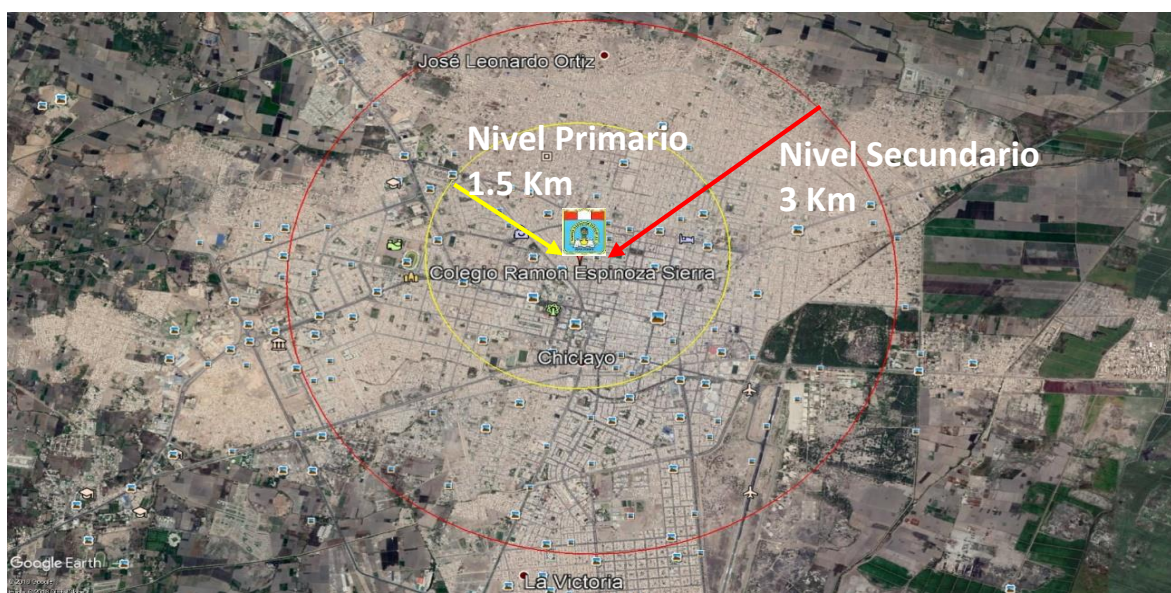 José Leonardo Ortiz
Nivel Primario
1.5 Km
Nivel Secundario
3 Km
Colegio Ramon Espinoza Sierra
Chiclayo
La Victoria
Google Earth